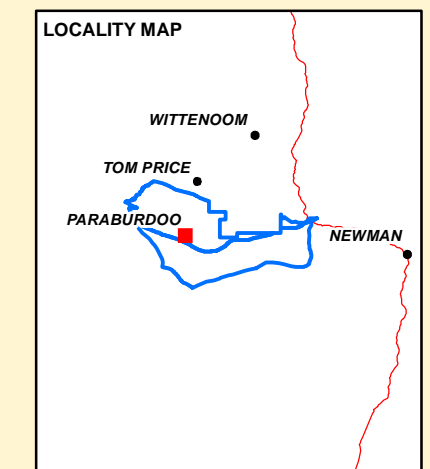 LOCALITY MAP
WITTENOOM
TOM PRICE
PARABURDOO
NEWMAN